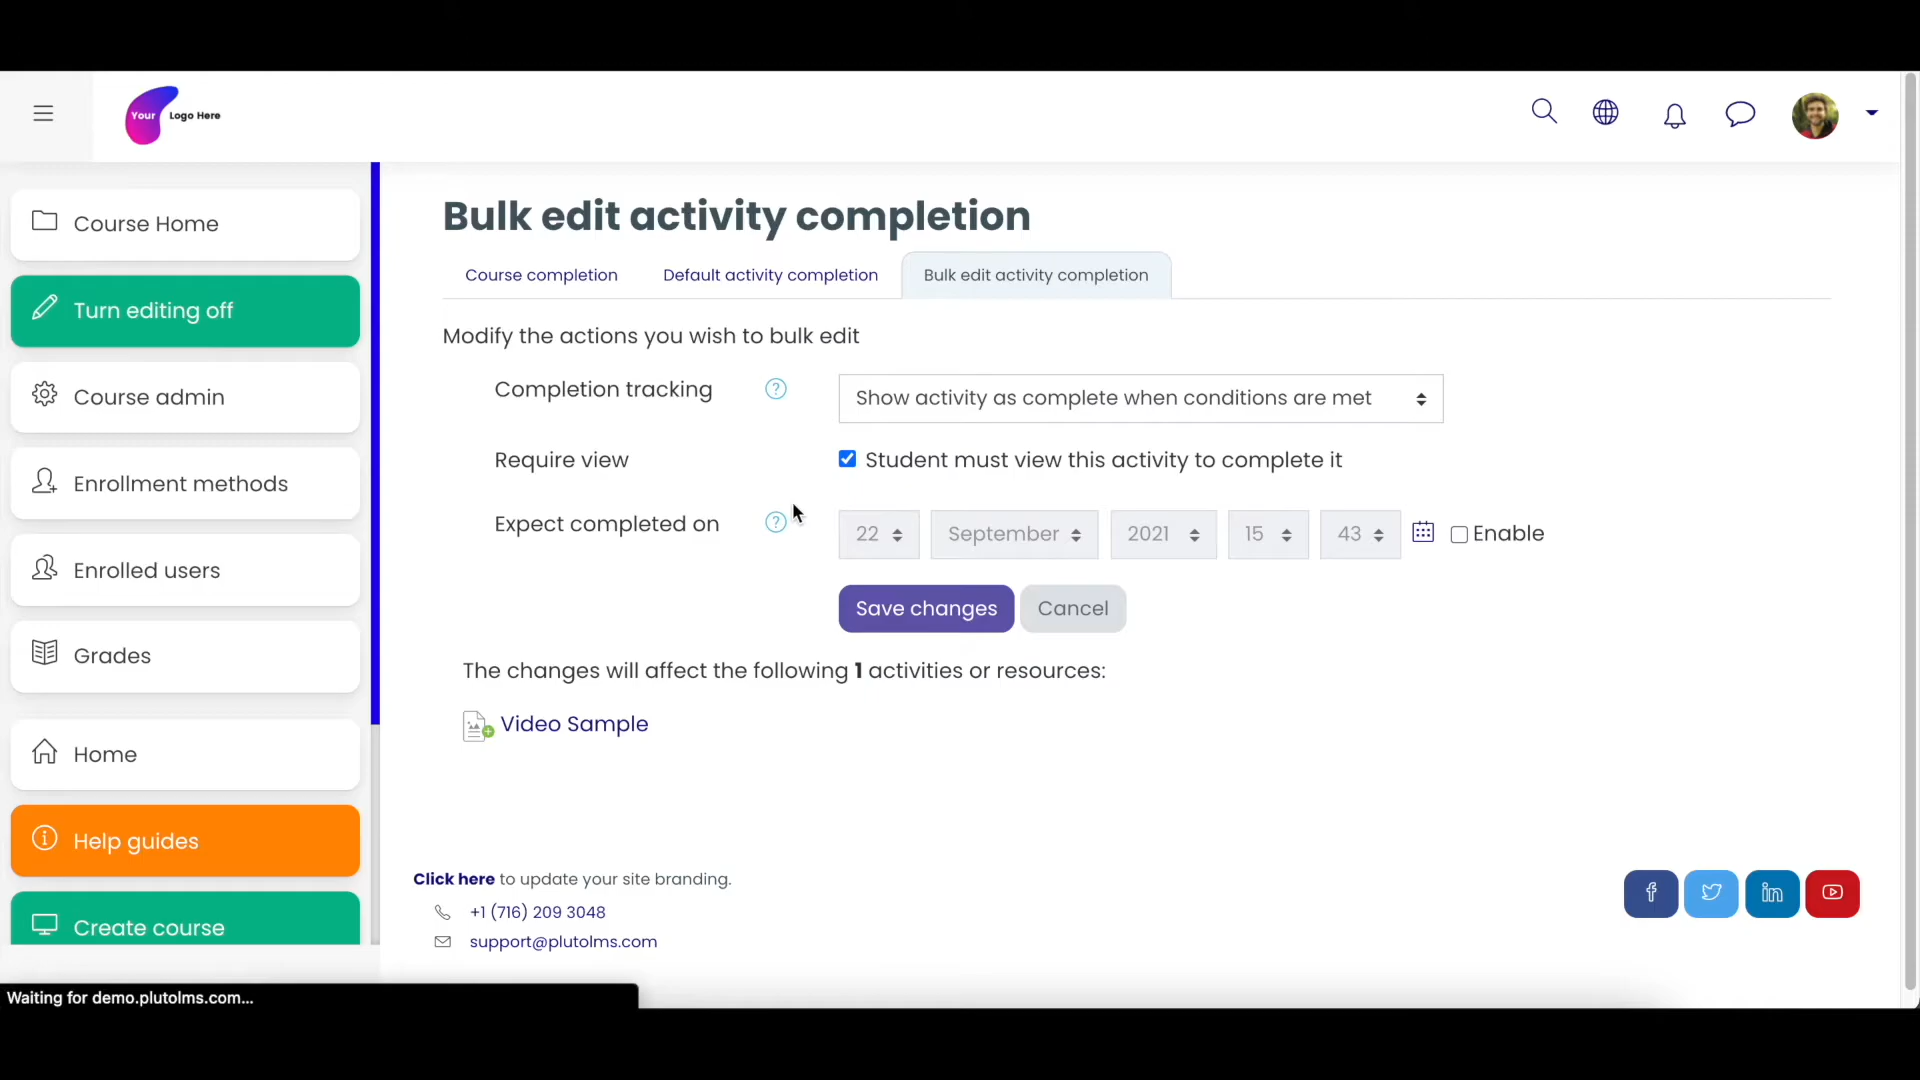 Your Logo Here
Course Home
Turn editing off
Course admin
Enrollment methods
Enrolled users
Grades
Home
Help guides
Create course
Bulk edit activity completion
Course completion
Default activity completion
Bulk edit activity completion
Modify the actions you wish to bulk edit
Completion tracking ? Show activity as complete when conditions are met
Require view Student must view this activity to complete it
Expect completed on ? 22 September 2021 15 43 Enable
Save changes Cancel
The changes will affect the following 1 activities or resources:
Video Sample
Click here to update your site branding.
+1 (716) 209 3048
support@plutolms.com
Waiting for demo.plutolms.com...